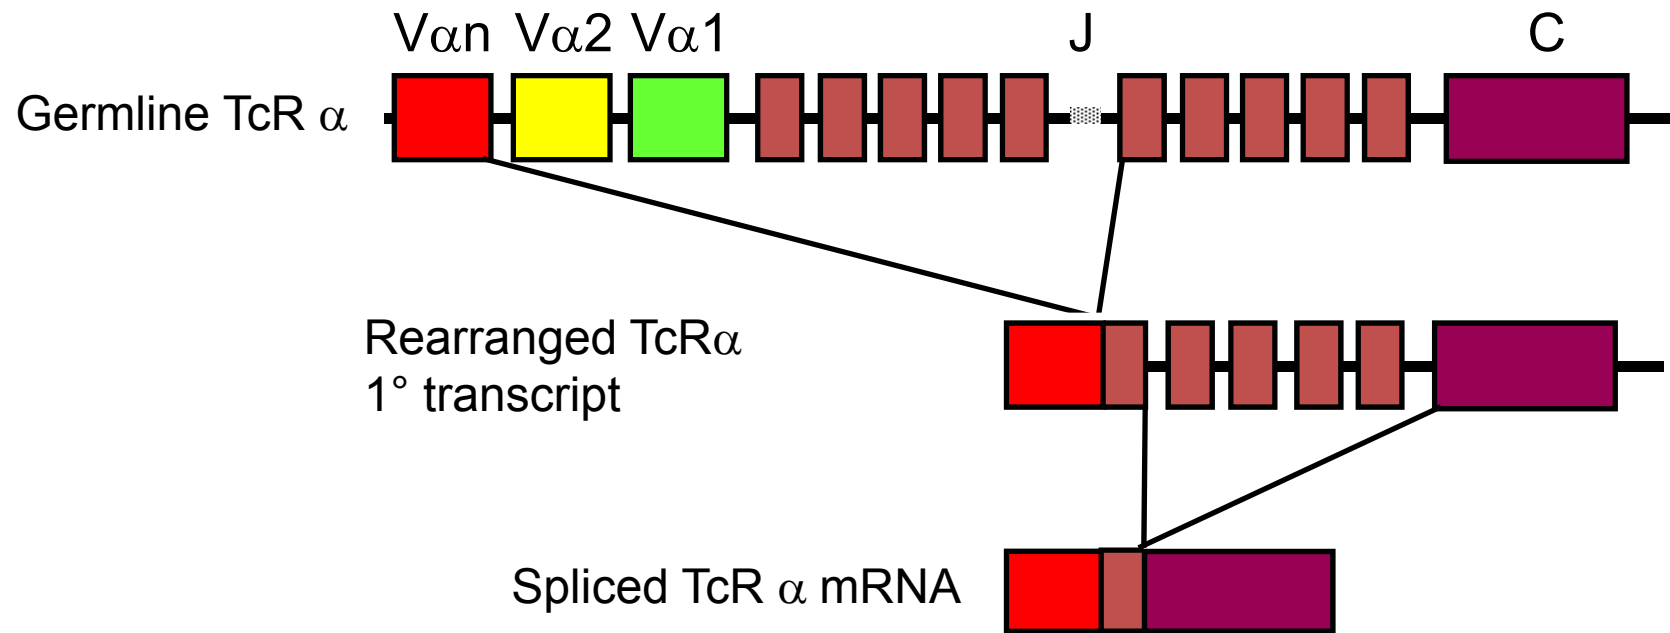 Vαn Vα2 Vα1 J C
Germline TcR α
Rearranged TcRα
1° transcript
Spliced TcR α mRNA